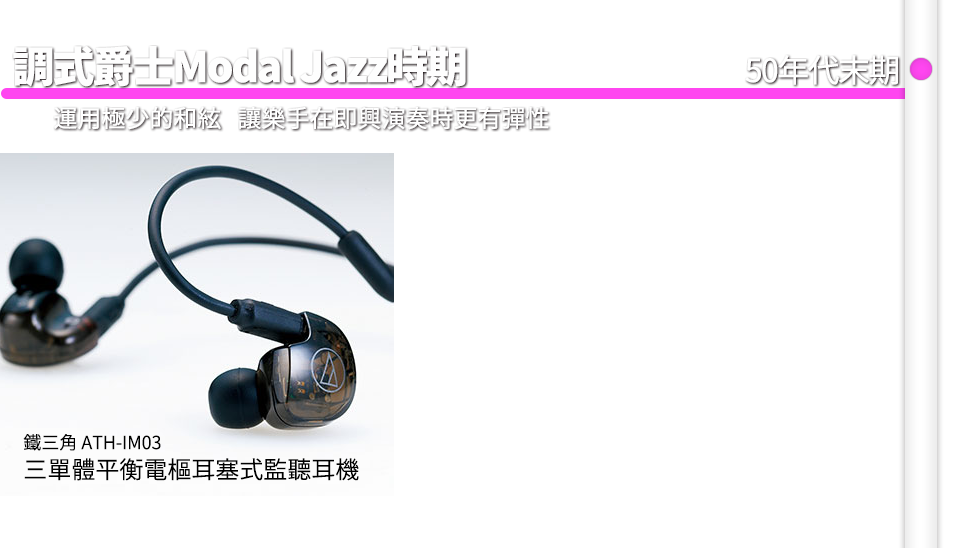 調式爵士Modal Jazz時期
50年代末期
運用極少的和絃 讓樂手在即興演奏時更有彈性
鐵三角 ATH-IM03
三單體平衡電樞耳塞式監聽耳機